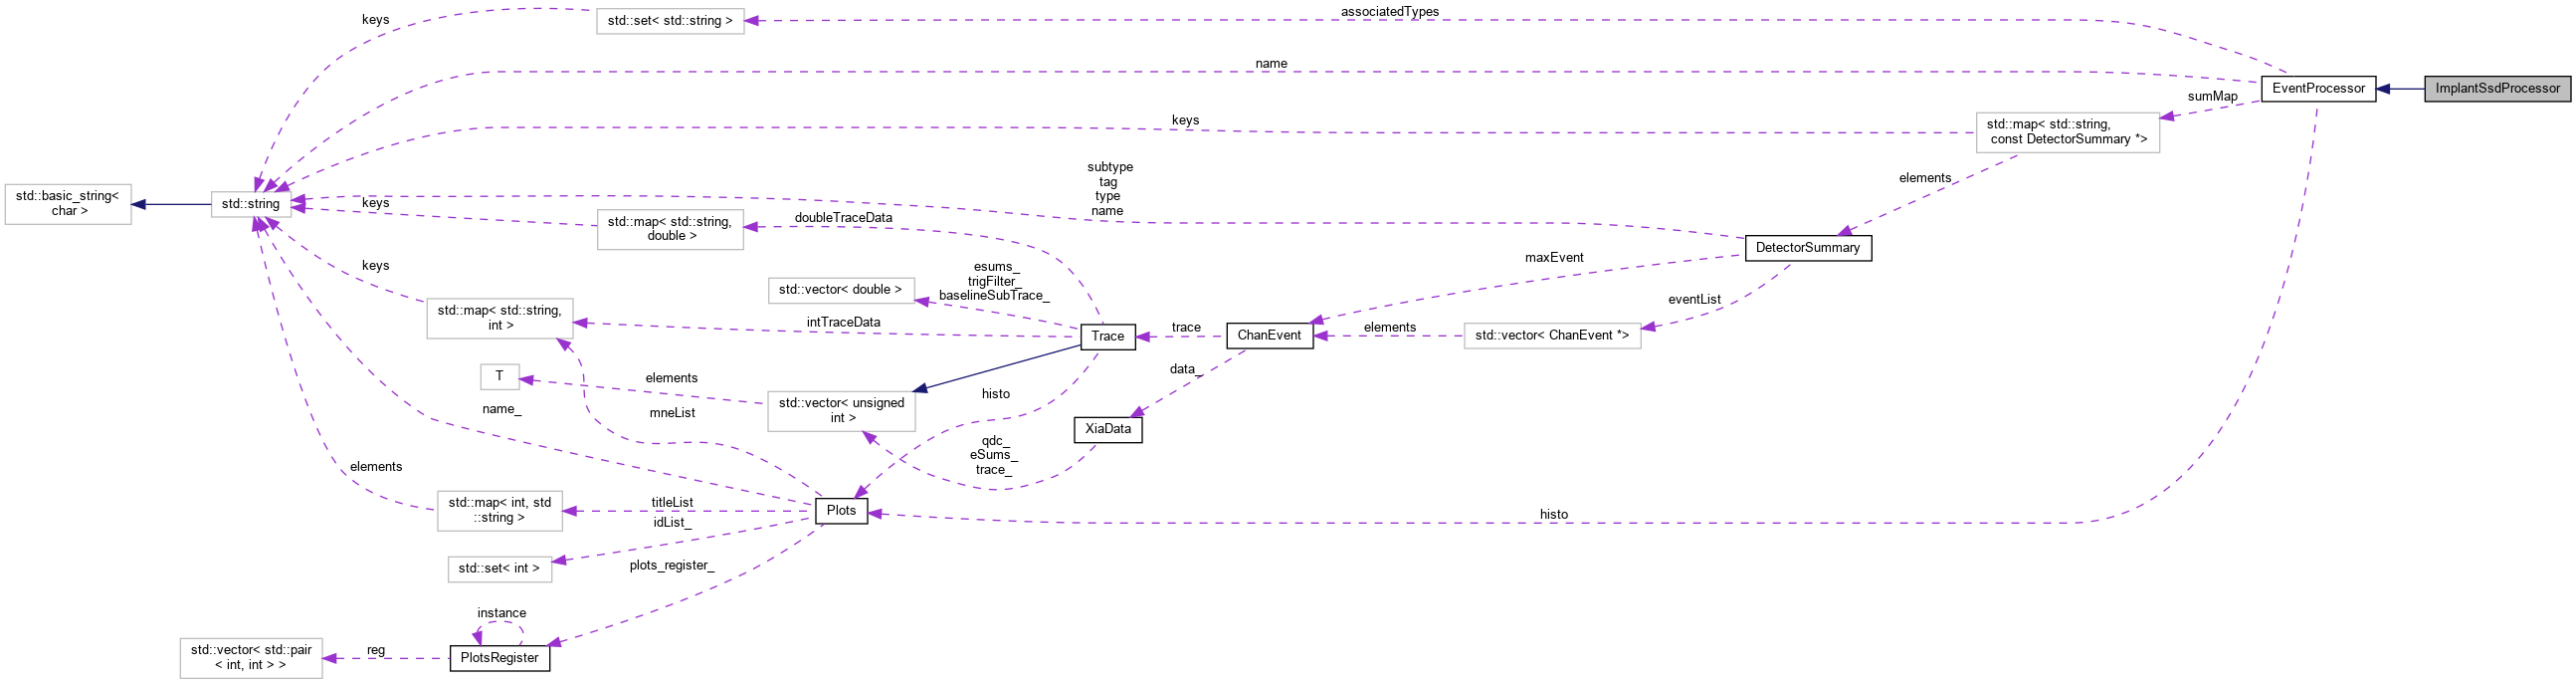 keys
std::set< std::string >
associatedTypes
name
EventProcessor
ImplantSsdProcessor
sumMap
keys
std::map< std::string,
const DetectorSummary *>
subtype
tag
type
name
elements
std::basic_string<
char >
std::string
keys
std::map< std::string,
double >
doubleTraceData
DetectorSummary
maxEvent
keys
esums_
trigFilter_
baselineSubTrace_
std::vector< double >
eventList
std::map< std::string,
int >
intTraceData
Trace
trace
ChanEvent
elements
std::vector< ChanEvent *>
T
elements
data_
std::vector< unsigned
int >
histo
name_
mneList
XiaData
qdc_
eSums_
trace_
elements
std::map< int, std
::string >
titleList
Plots
idList_
histo
std::set< int >
plots_register_
instance
std::vector< std::pair
< int, int > >
reg
PlotsRegister